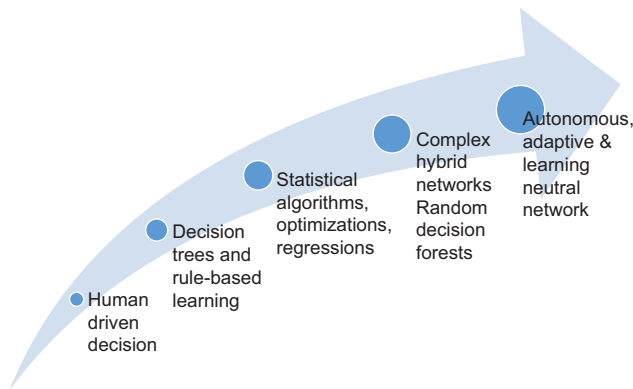 Human
driven
decision
Decision
trees and
rule-based
learning
Statistical
algorithms,
optimizations,
regressions
Complex
hybrid
networks
Random
decision
forests
Autonomous,
adaptive &
learning
neutral
network